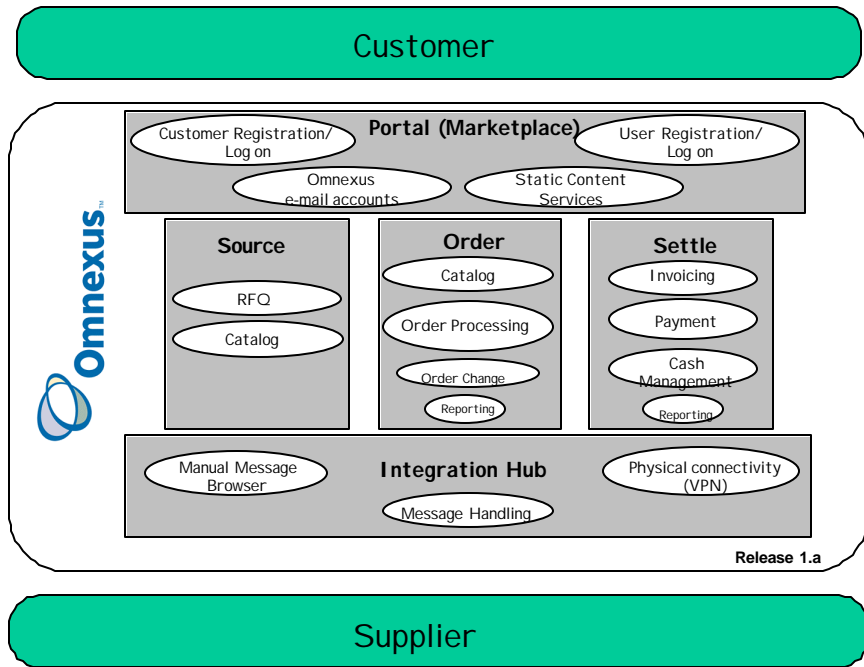 Customer
Portal (Marketplace)
Customer Registration/
Log on
User Registration/
Log on
Omnexus
e-mail accounts
Static Content
Services
Omnexus™
Source
RFQ
Catalog
Order
Catalog
Order Processing
Order Change
Reporting
Settle
Invoicing
Payment
Cash
Management
Reporting
Integration Hub
Manual Message
Browser
Message Handling
Physical connectivity
(VPN)
Release 1.a
Supplier